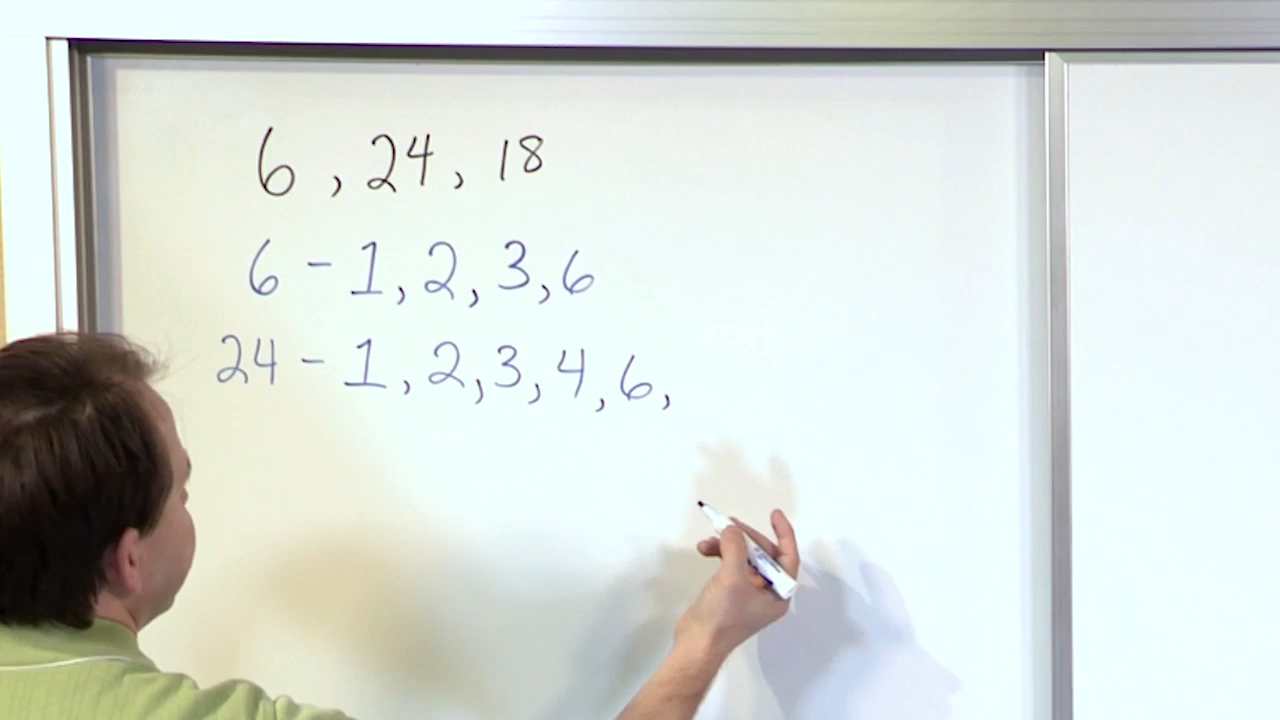 6, 24, 18
6 - 1, 2, 3, 6
24 - 1, 2, 3, 4, 6,